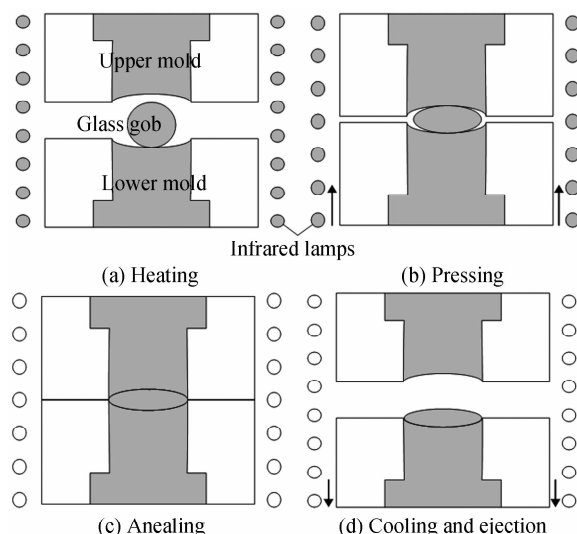 Upper mold
Glass gob
Lower mold
Infrared lamps
(a) Heating
(b) Pressing
(c) Anealing
(d) Cooling and ejection